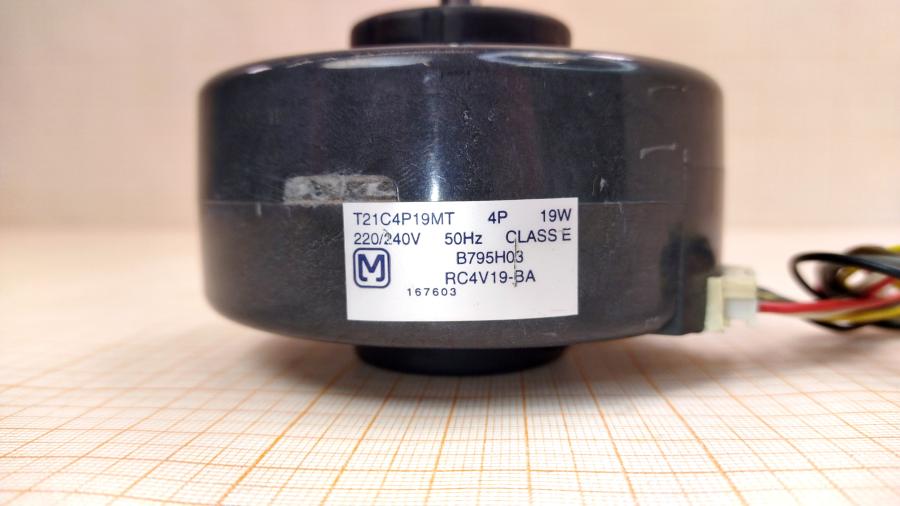 T21C4P19MT 4P 19W
220/240V 50Hz CLASS E
M B795H03
RC4V19-BA
167603